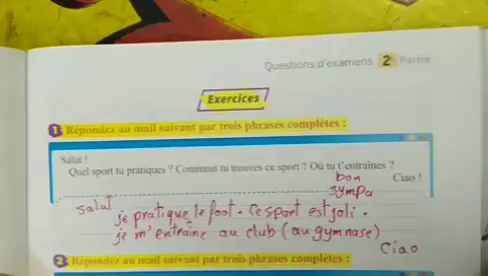 Questions d'examens 2 Partie
Exercices
1 Répondez au mail suivant par trois phrases complètes :
Salut !
Quel sport tu pratiques ? Comment tu trouves ce sport ? Où tu t'entraînes ?
Ciao !
bon
sympa
salut
je pratique le foot. Ce sport est joli.
je m'entraîne au club (au gymnase)
Ciao
2 Répondez au mail suivant par trois phrases complètes :